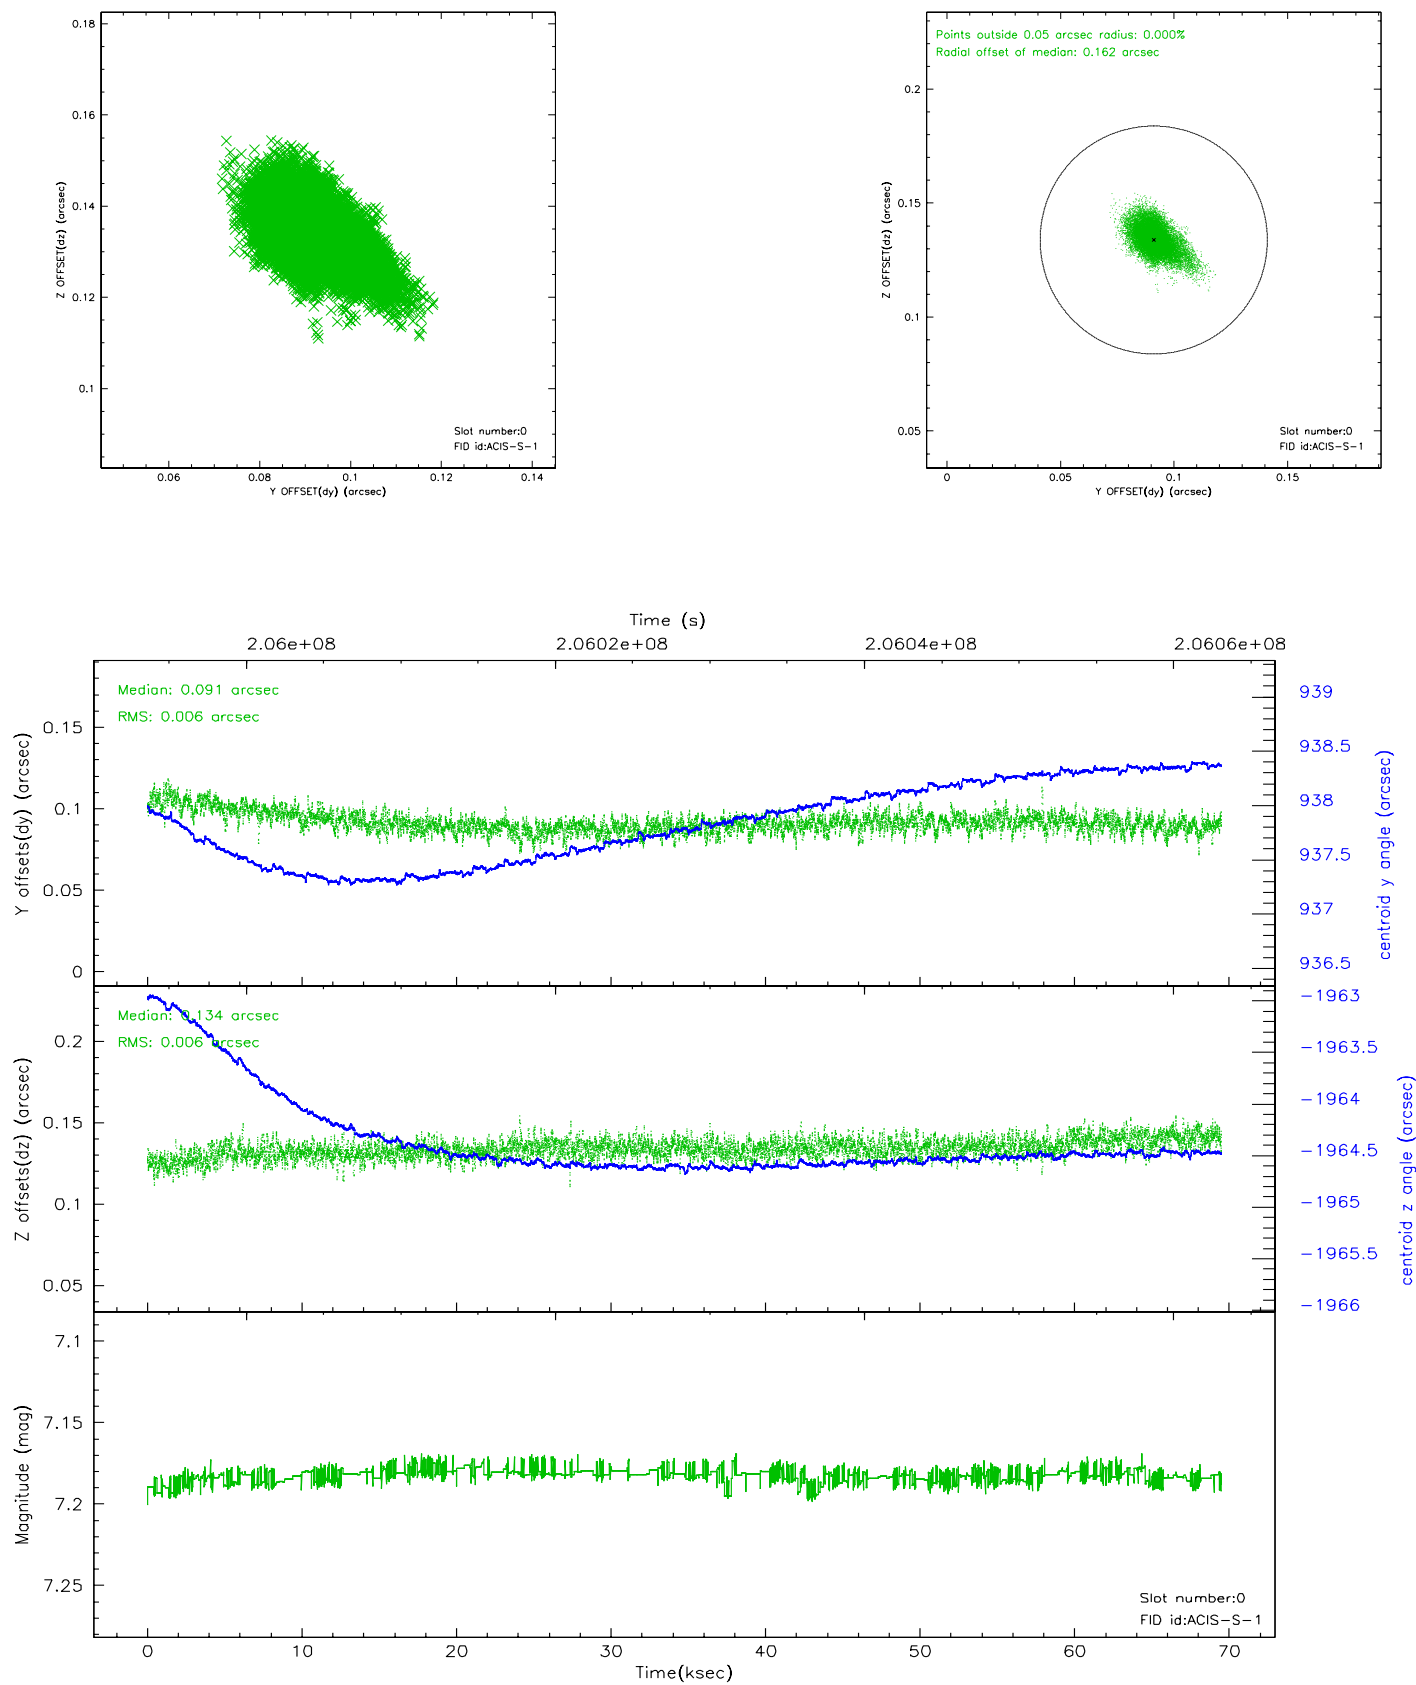 0.18
0.16
0.14
0.12
0.1
Z OFFSET(dz) (arcsec)
Slot number:0
FID id:ACIS-S-1
0.06 0.08 0.1 0.12 0.14
Y OFFSET(dy) (arcsec)
Points outside 0.05 arcsec radius: 0.000%
Radial offset of median: 0.162 arcsec
0.2
0.15
0.1
0.05
Z OFFSET(dz) (arcsec)
Slot number:0
FID id:ACIS-S-1
0 0.05 0.1 0.15
Y OFFSET(dy) (arcsec)
Time (s)
2.06e+08 2.0602e+08 2.0604e+08 2.0606e+08
Median: 0.091 arcsec
RMS: 0.006 arcsec
0.15
0.1
0.05
0
Y offsets(dy) (arcsec)
939
938.5
938
937.5
937
936.5
centroid y angle (arcsec)
Median: 0.134 arcsec
RMS: 0.006 arcsec
0.2
0.15
0.1
0.05
Z offsets(dz) (arcsec)
-1963
-1963.5
-1964
-1964.5
-1965
-1965.5
-1966
centroid z angle (arcsec)
7.1
7.15
7.2
7.25
Magnitude (mag)
Slot number:0
FID id:ACIS-S-1
0 10 20 30 40 50 60 70
Time(ksec)